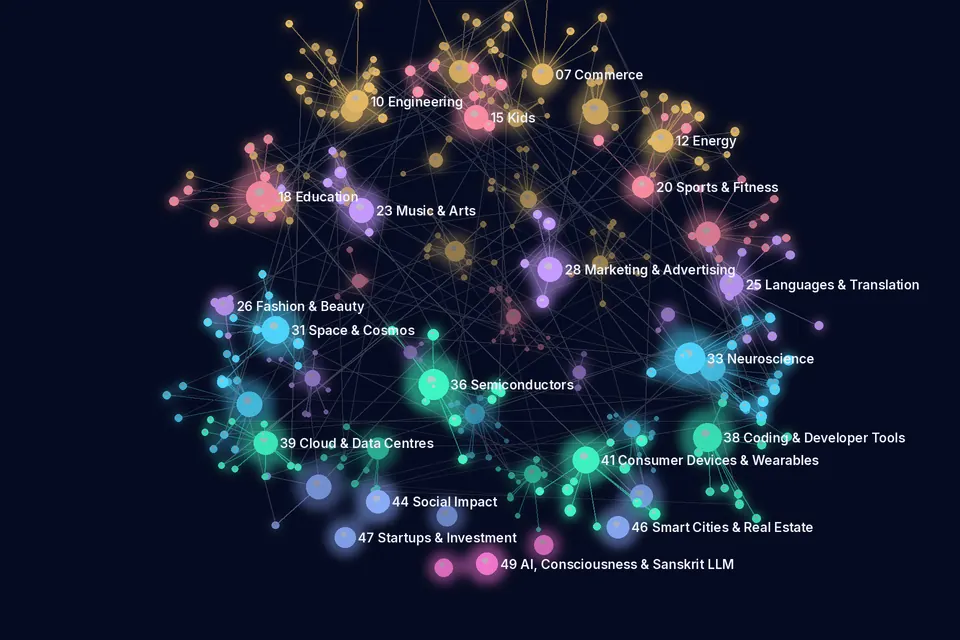 07 Commerce
10 Engineering
15 Kids
12 Energy
20 Sports & Fitness
18 Education
23 Music & Arts
28 Marketing & Advertising
25 Languages & Translation
26 Fashion & Beauty
31 Space & Cosmos
33 Neuroscience
36 Semiconductors
38 Coding & Developer Tools
39 Cloud & Data Centres
41 Consumer Devices & Wearables
44 Social Impact
46 Smart Cities & Real Estate
47 Startups & Investment
49 AI, Consciousness & Sanskrit LLM